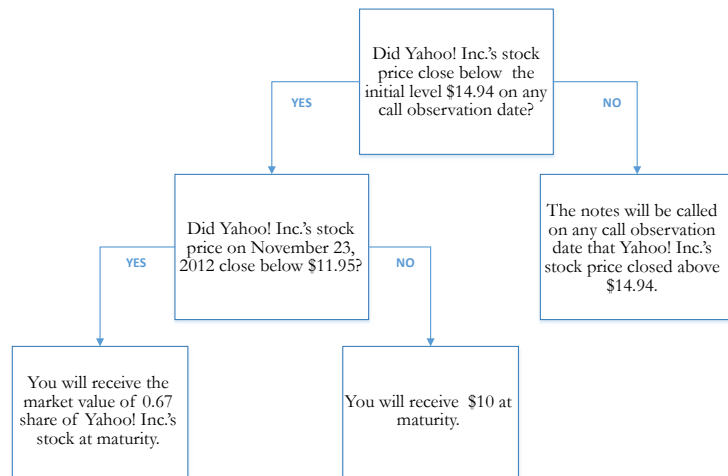 Did Yahoo! Inc.'s stock
price close below the
initial level $14.94 on any
call observation date?
YES
NO
Did Yahoo! Inc.'s stock
price on November 23,
2012 close below $11.95?
The notes will be called
on any call observation
date that Yahoo! Inc.'s
stock price closed above
$14.94.
YES
NO
You will receive the
market value of 0.67
share of Yahoo! Inc.'s
stock at maturity.
You will receive $10 at
maturity.